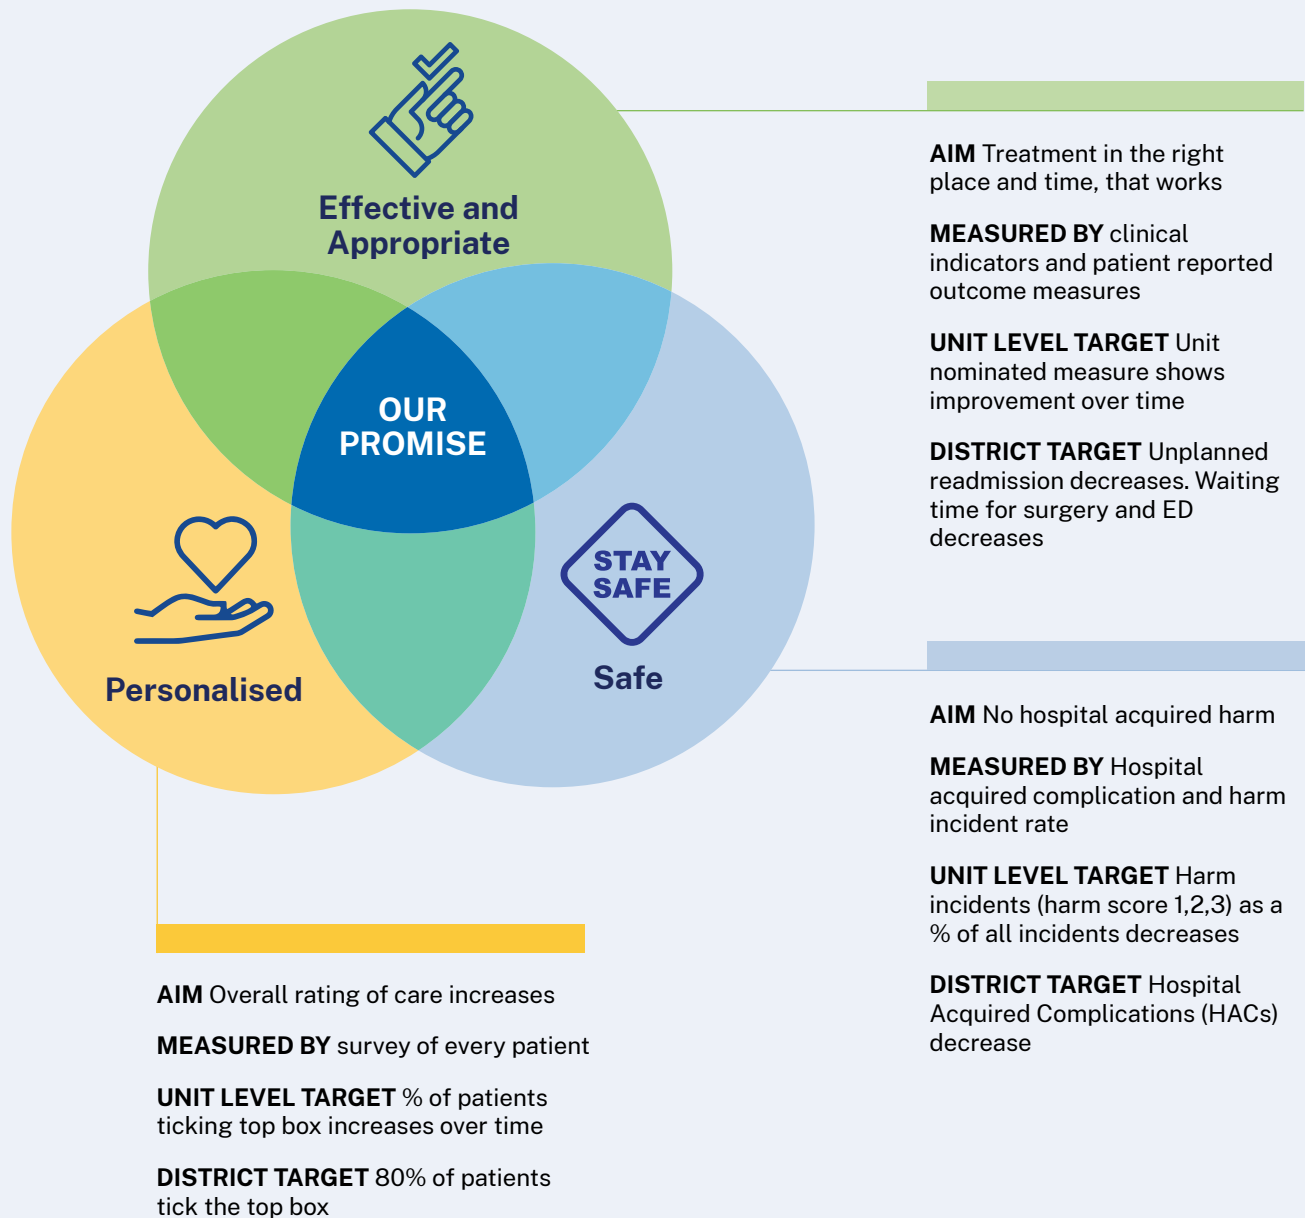 Effective and
Appropriate
OUR
PROMISE
Personalised
STAY
SAFE
Safe
AIM Treatment in the right
place and time, that works
MEASURED BY clinical
indicators and patient reported
outcome measures
UNIT LEVEL TARGET Unit
nominated measure shows
improvement over time
DISTRICT TARGET Unplanned
readmission decreases. Waiting
time for surgery and ED
decreases
AIM No hospital acquired harm
MEASURED BY Hospital
acquired complication and harm
incident rate
UNIT LEVEL TARGET Harm
incidents (harm score 1,2,3) as a
% of all incidents decreases
DISTRICT TARGET Hospital
Acquired Complications (HACs)
decrease
AIM Overall rating of care increases
MEASURED BY survey of every patient
UNIT LEVEL TARGET % of patients
ticking top box increases over time
DISTRICT TARGET 80% of patients
tick the top box